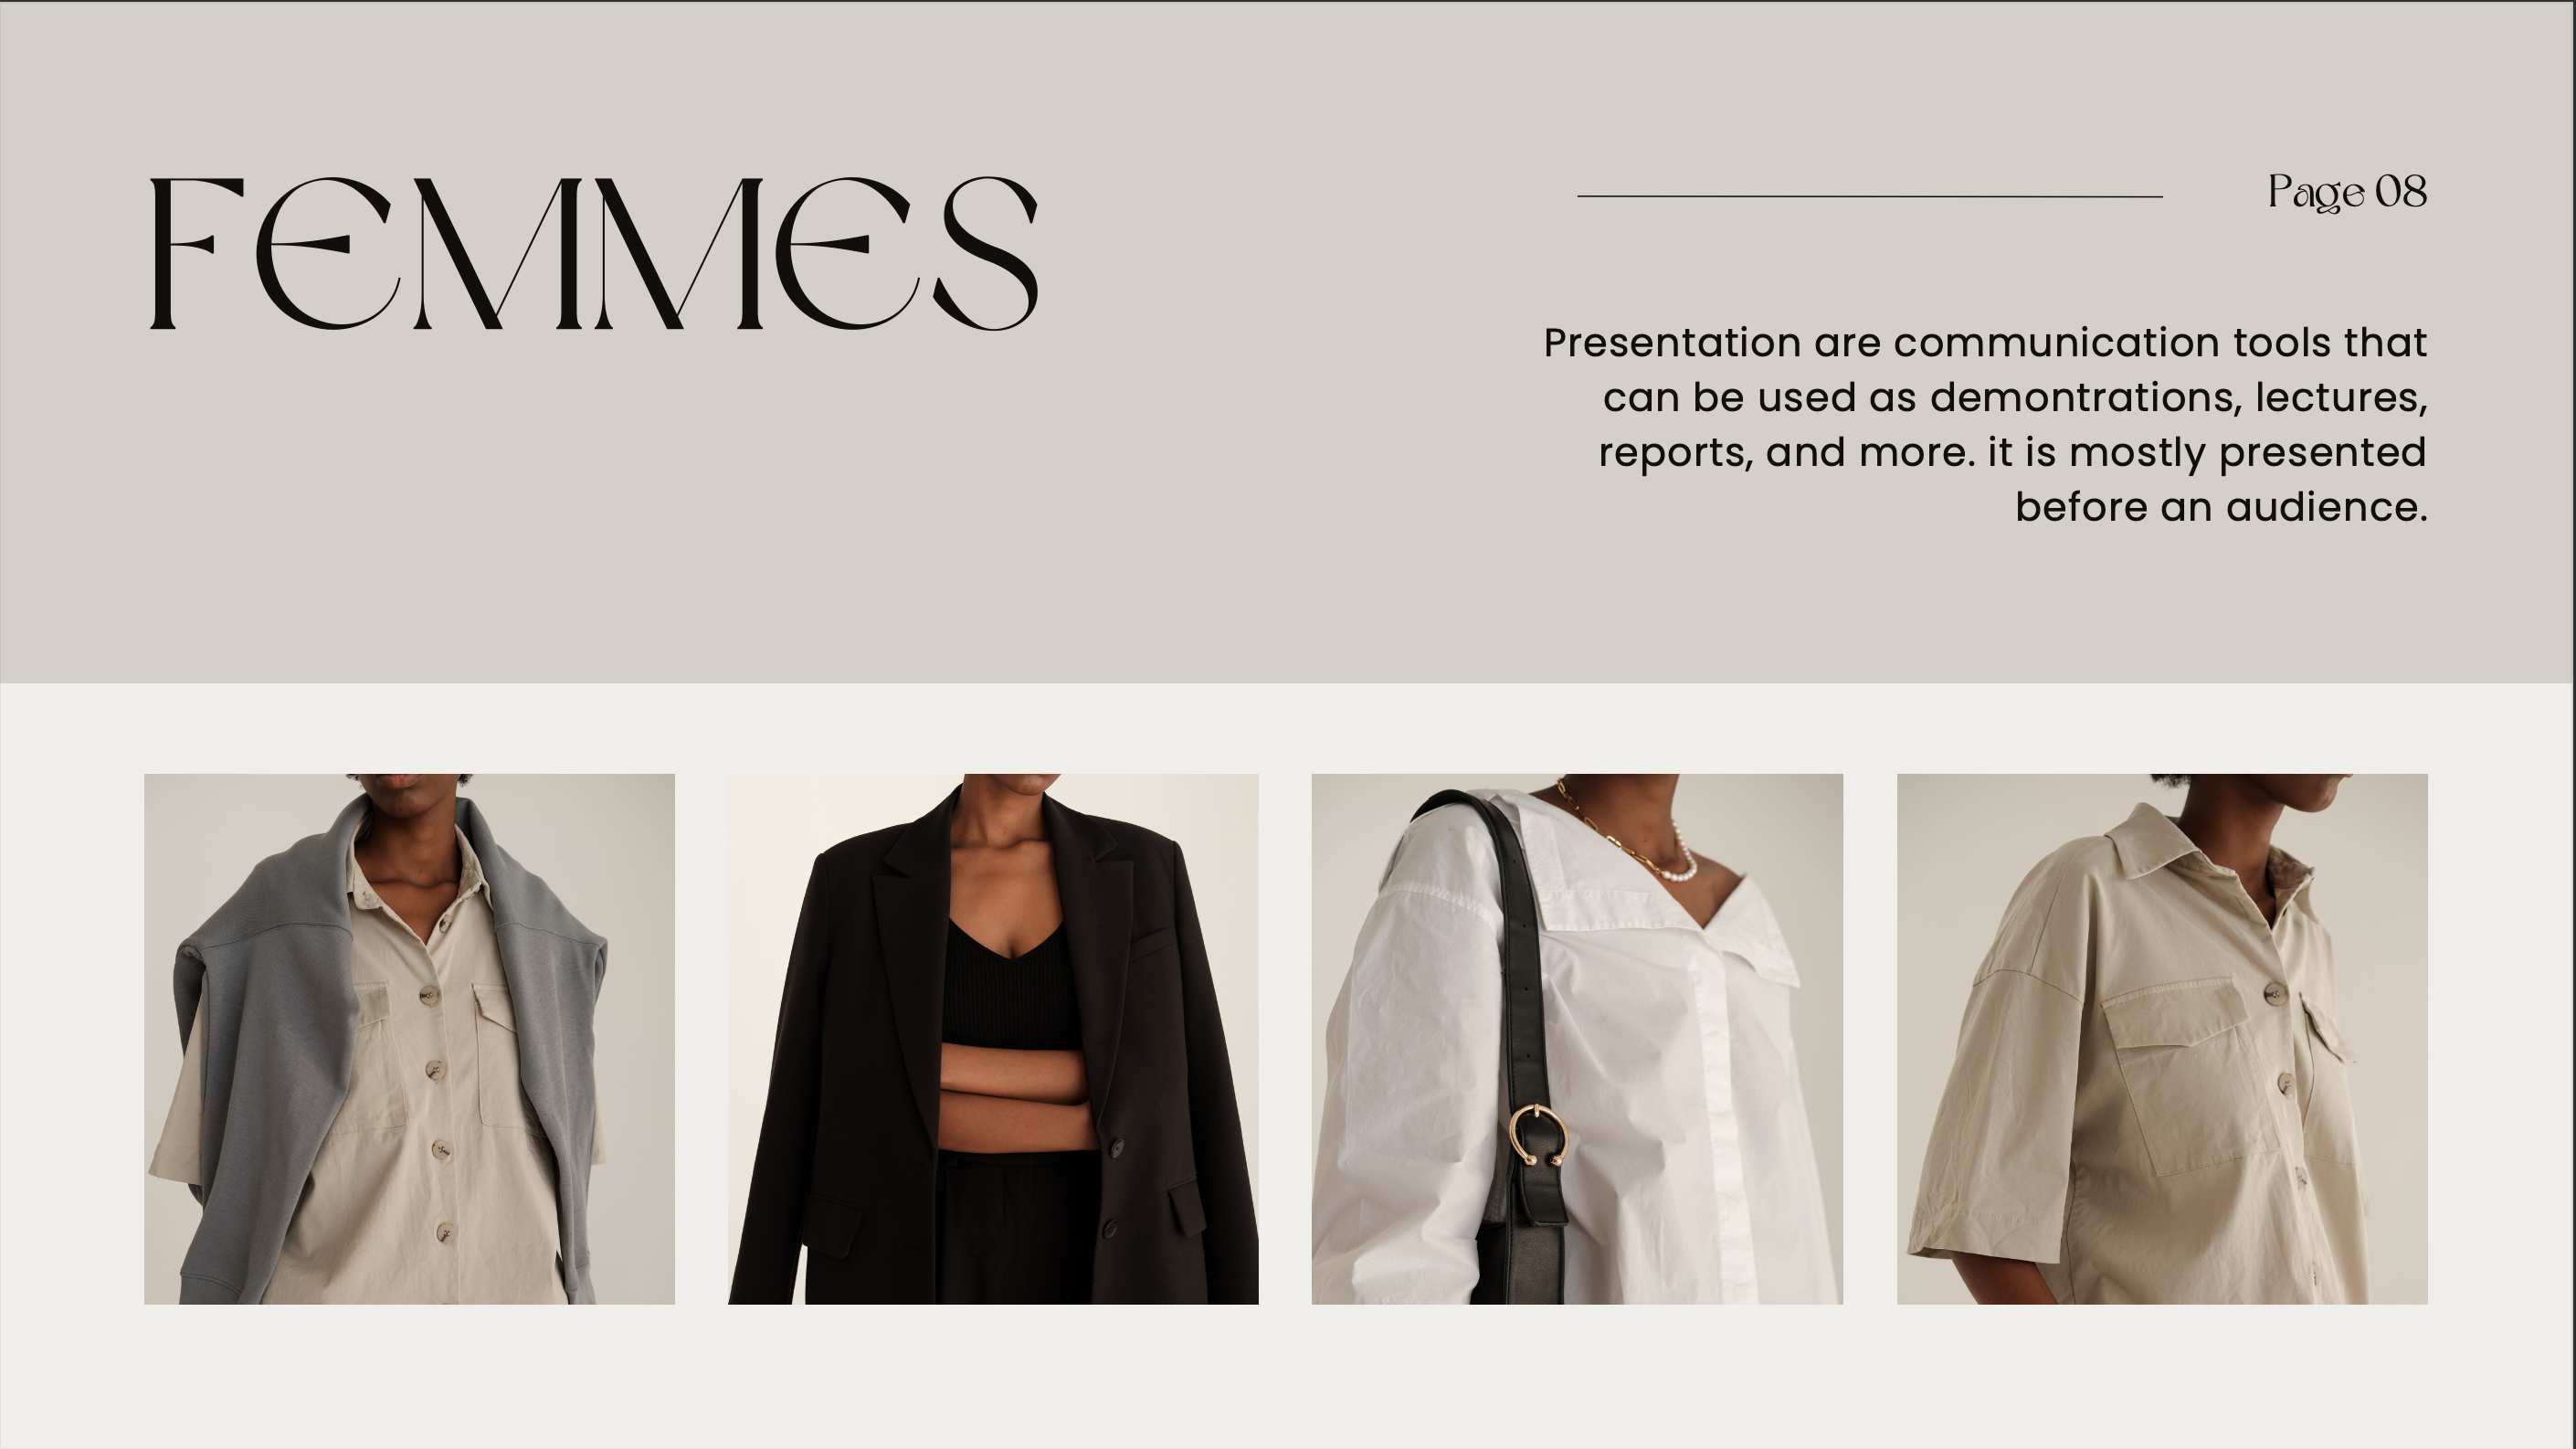 FEMMES
Page 08
Presentation are communication tools that
can be used as demontrations, lectures,
reports, and more. it is mostly presented
before an audience.